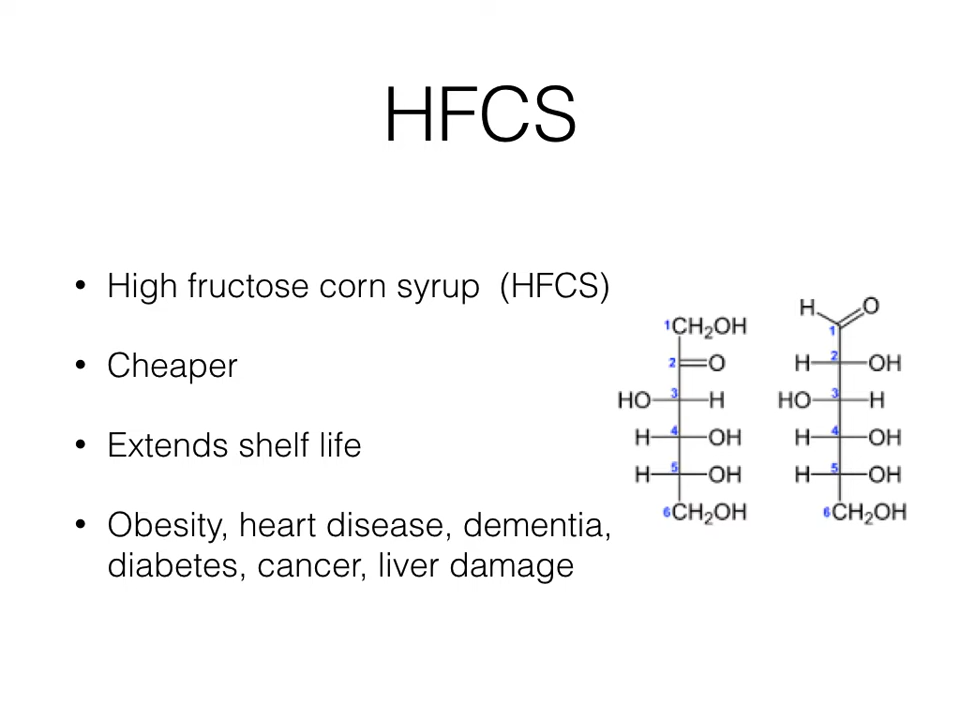 HFCS
• High fructose corn syrup (HFCS)
• Cheaper
• Extends shelf life
• Obesity, heart disease, dementia,
diabetes, cancer, liver damage
1CH2OH
2 O
HO 3 H
H 4 OH
H 5 OH
6CH2OH
H O
1
H 2 OH
HO 3 H
H 4 OH
H 5 OH
6CH2OH